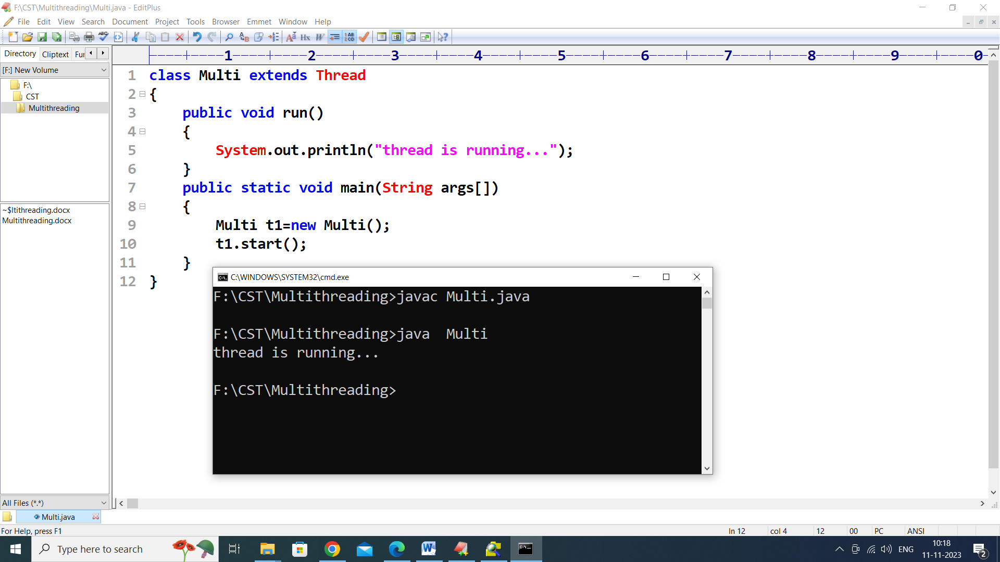 F:\CST\Multithreading\Multi.java - EditPlus
File Edit View Search Document Project Tools Browser Emmet Window Help
Directory Cliptext Fur
[F:] New Volume
F:\
CST
Multithreading
~$ltithreading.docx
Multithreading.docx
All Files (*.*)
----+----1----+----2----+----3----+----4----+----5----+----6----+----7----+----8----+----9----+----0
1 class Multi extends Thread
2 {
3 public void run()
4 {
5 System.out.println("thread is running...");
6 }
7 public static void main(String args[])
8 {
9 Multi t1=new Multi();
10 t1.start();
11 }
12 }
C:\WINDOWS\SYSTEM32\cmd.exe
F:\CST\Multithreading>javac Multi.java
F:\CST\Multithreading>java  Multi
thread is running...
F:\CST\Multithreading>
Multi.java
For Help, press F1
ln 12 col 4 12 00 PC ANSI
Type here to search
ENG
10:18
11-11-2023
2